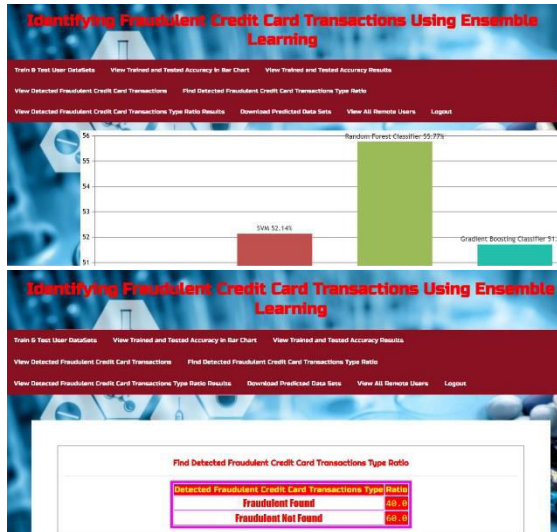 Identifying Fraudulent Credit Card Transactions Using Ensemble
Learning
Train & Test User DataSets View Trained and Tested Accuracy in Bar Chart View Trained and Tested Accuracy Results
View Detected Fraudulent Credit Card Transactions Find Detected Fraudulent Credit Card Transactions Type Ratio
View Detected Fraudulent Credit Card Transactions Type Ratio Results Download Predicted Data Sets View All Remote Users Logout
56
Random Forest Classifier 55.77%
55
54
53
SVM 52.14%
52
Gradient Boosting Classifier 51.
51
Identifying Fraudulent Credit Card Transactions Using Ensemble
Learning
Train & Test User DataSets View Trained and Tested Accuracy in Bar Chart View Trained and Tested Accuracy Results
View Detected Fraudulent Credit Card Transactions Find Detected Fraudulent Credit Card Transactions Type Ratio
View Detected Fraudulent Credit Card Transactions Type Ratio Results Download Predicted Data Sets View All Remote Users Logout
Find Detected Fraudulent Credit Card Transactions Type Ratio
Detected Fraudulent Credit Card Transactions Type Ratio
Fraudulent Found 40.0
Fraudulent Not Found 60.0